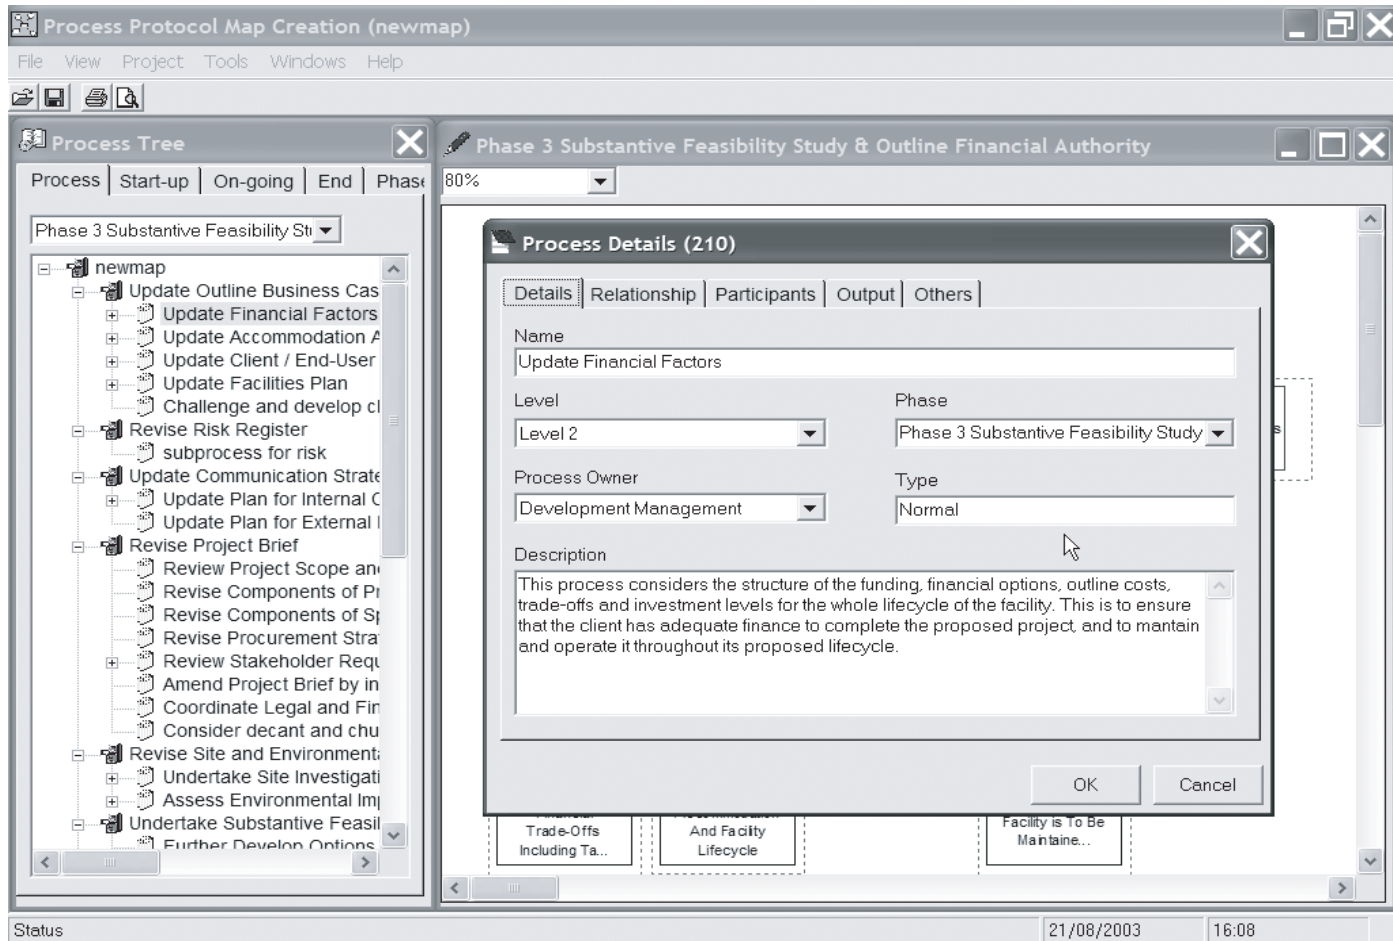 Process Protocol Map Creation (newmap)
File View Project Tools Windows Help
Process Tree
Process Start-up On-going End Phase
Phase 3 Substantive Feasibility Stu
newmap
Update Outline Business Cas
Update Financial Factors
Update Accommodation A
Update Client / End-User
Update Facilities Plan
Challenge and develop cl
Revise Risk Register
subprocess for risk
Update Communication Strate
Update Plan for Internal C
Update Plan for External
Revise Project Brief
Review Project Scope and
Revise Components of Pr
Revise Components of Sp
Revise Procurement Stra
Review Stakeholder Requ
Amend Project Brief by in
Coordinate Legal and Fin
Consider decant and chu
Revise Site and Environmenta
Undertake Site Investigati
Assess Environmental Imp
Undertake Substantive Feasil
Further Develop Options
Phase 3 Substantive Feasibility Study & Outline Financial Authority
80%
Process Details (210)
Details Relationship Participants Output Others
Name
Update Financial Factors
Level Phase
Level 2 Phase 3 Substantive Feasibility Study
Process Owner Type
Development Management Normal
Description
This process considers the structure of the funding, financial options, outline costs,
trade-offs and investment levels for the whole lifecycle of the facility. This is to ensure
that the client has adequate finance to complete the proposed project, and to mantain
and operate it throughout its proposed lifecycle.
OK Cancel
Trade-Offs
Including Ta...
And Facility
Lifecycle
Facility is To Be
Maintaine...
Status 21/08/2003 16:08